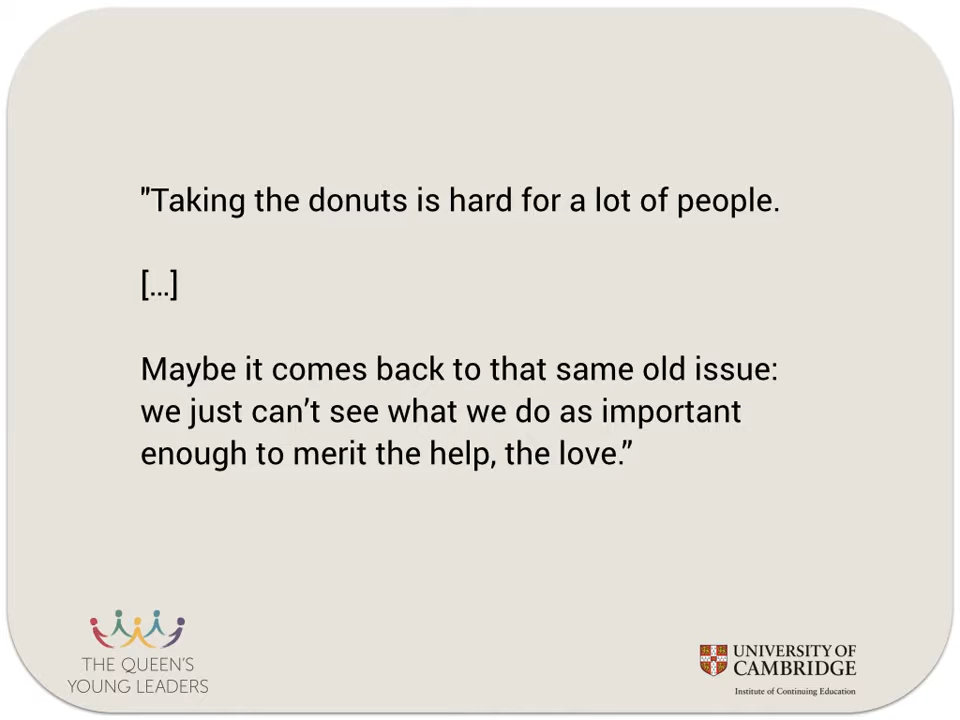 "Taking the donuts is hard for a lot of people.
[...]
Maybe it comes back to that same old issue:
we just can’t see what we do as important
enough to merit the help, the love.”
THE QUEEN'S
YOUNG LEADERS
UNIVERSITY OF
CAMBRIDGE
Institute of Continuing Education